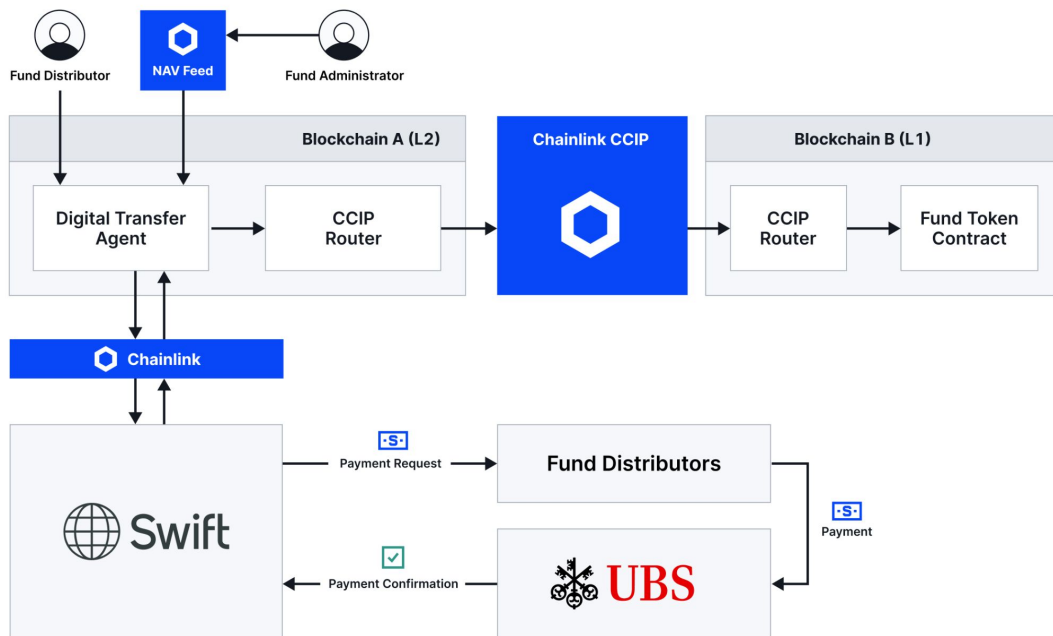 Fund Distributor
NAV Feed
Fund Administrator
Blockchain A (L2)
Chainlink CCIP
Blockchain B (L1)
Digital Transfer
Agent
CCIP
Router
CCIP
Router
Fund Token
Contract
Chainlink
Swift
S
Payment Request
Fund Distributors
S
Payment
Payment Confirmation
UBS